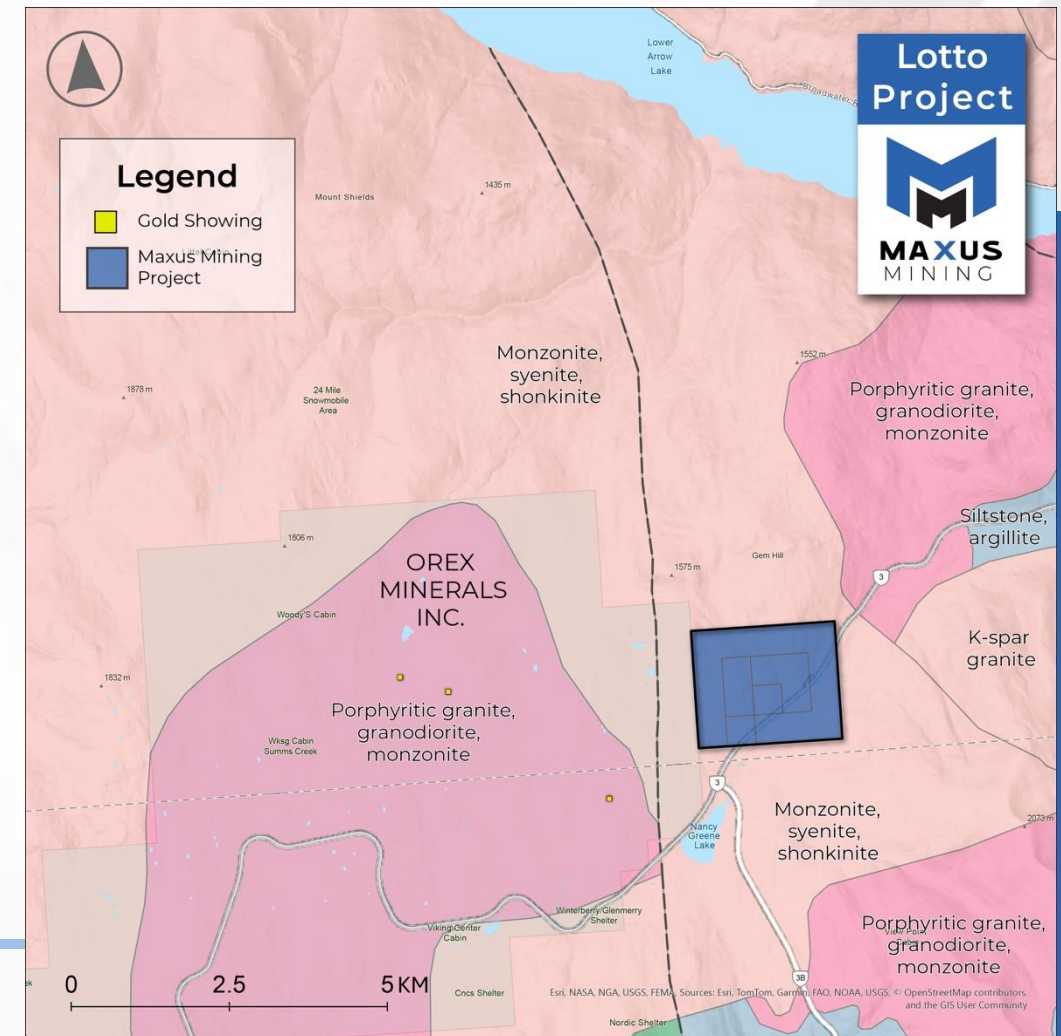 Lower
Arrow
Lake
Lotto
Project
MAXUS
MINING
Legend
Gold Showing
Maxus Mining
Project
Mount Shields
1435 m
1552 m
Monzonite,
syenite,
shonkinite
Porphyritic granite,
granodiorite,
monzonite
1878 m
24 Mile
Snowmobile
Area
Siltstone,
argillite
1806 m
OREX
MINERALS
INC.
Gem Hill
1575 m
3
Woody'S Cabin
K-spar
granite
1832 m
Porphyritic granite,
granodiorite,
monzonite
Wksg Cabin
Summs Creek
3
Monzonite,
syenite,
shonkinite
2073 m
Nancy
Greene
Lake
Winterberry/Glenmerry
Shelter
Viking Center
Cabin
Porphyritic granite,
granodiorite,
monzonite
0 2.5 5 KM
Cncs Shelter
3B
Esri, NASA, NGA, USGS, FEMA, Sources: Esri, TomTom, Garmin, FAO, NOAA, USGS, © OpenStreetMap contributors,
and the GIS User Community
Nordic Shelter